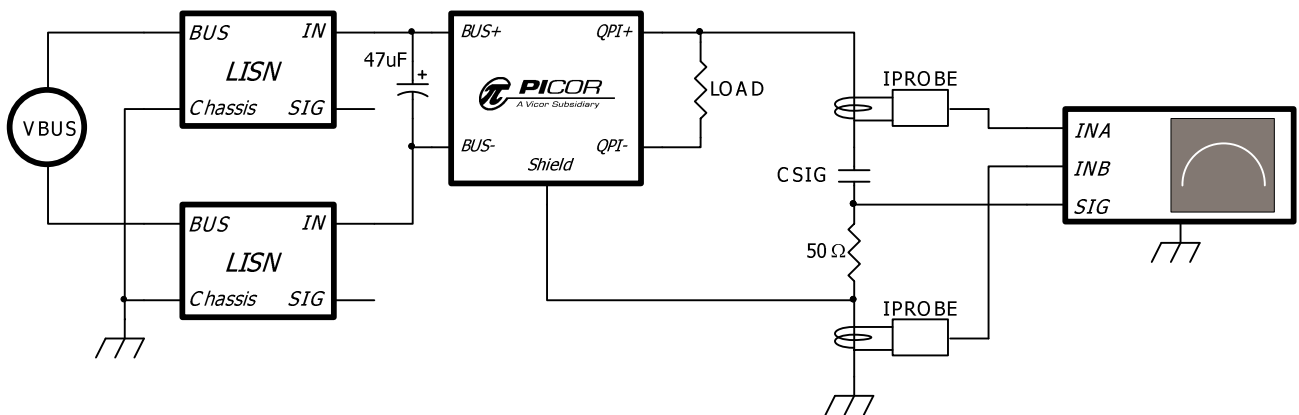 BUS IN
LISN
Chassis SIG
VBUS
47uF
+
BUS+ QPI+
π PICOR
A Vicor Subsidiary
BUS- QPI-
Shield
LOAD
BUS IN
LISN
Chassis SIG
IPROBE
CSIG
50 Ω
IPROBE
INA
INB
SIG